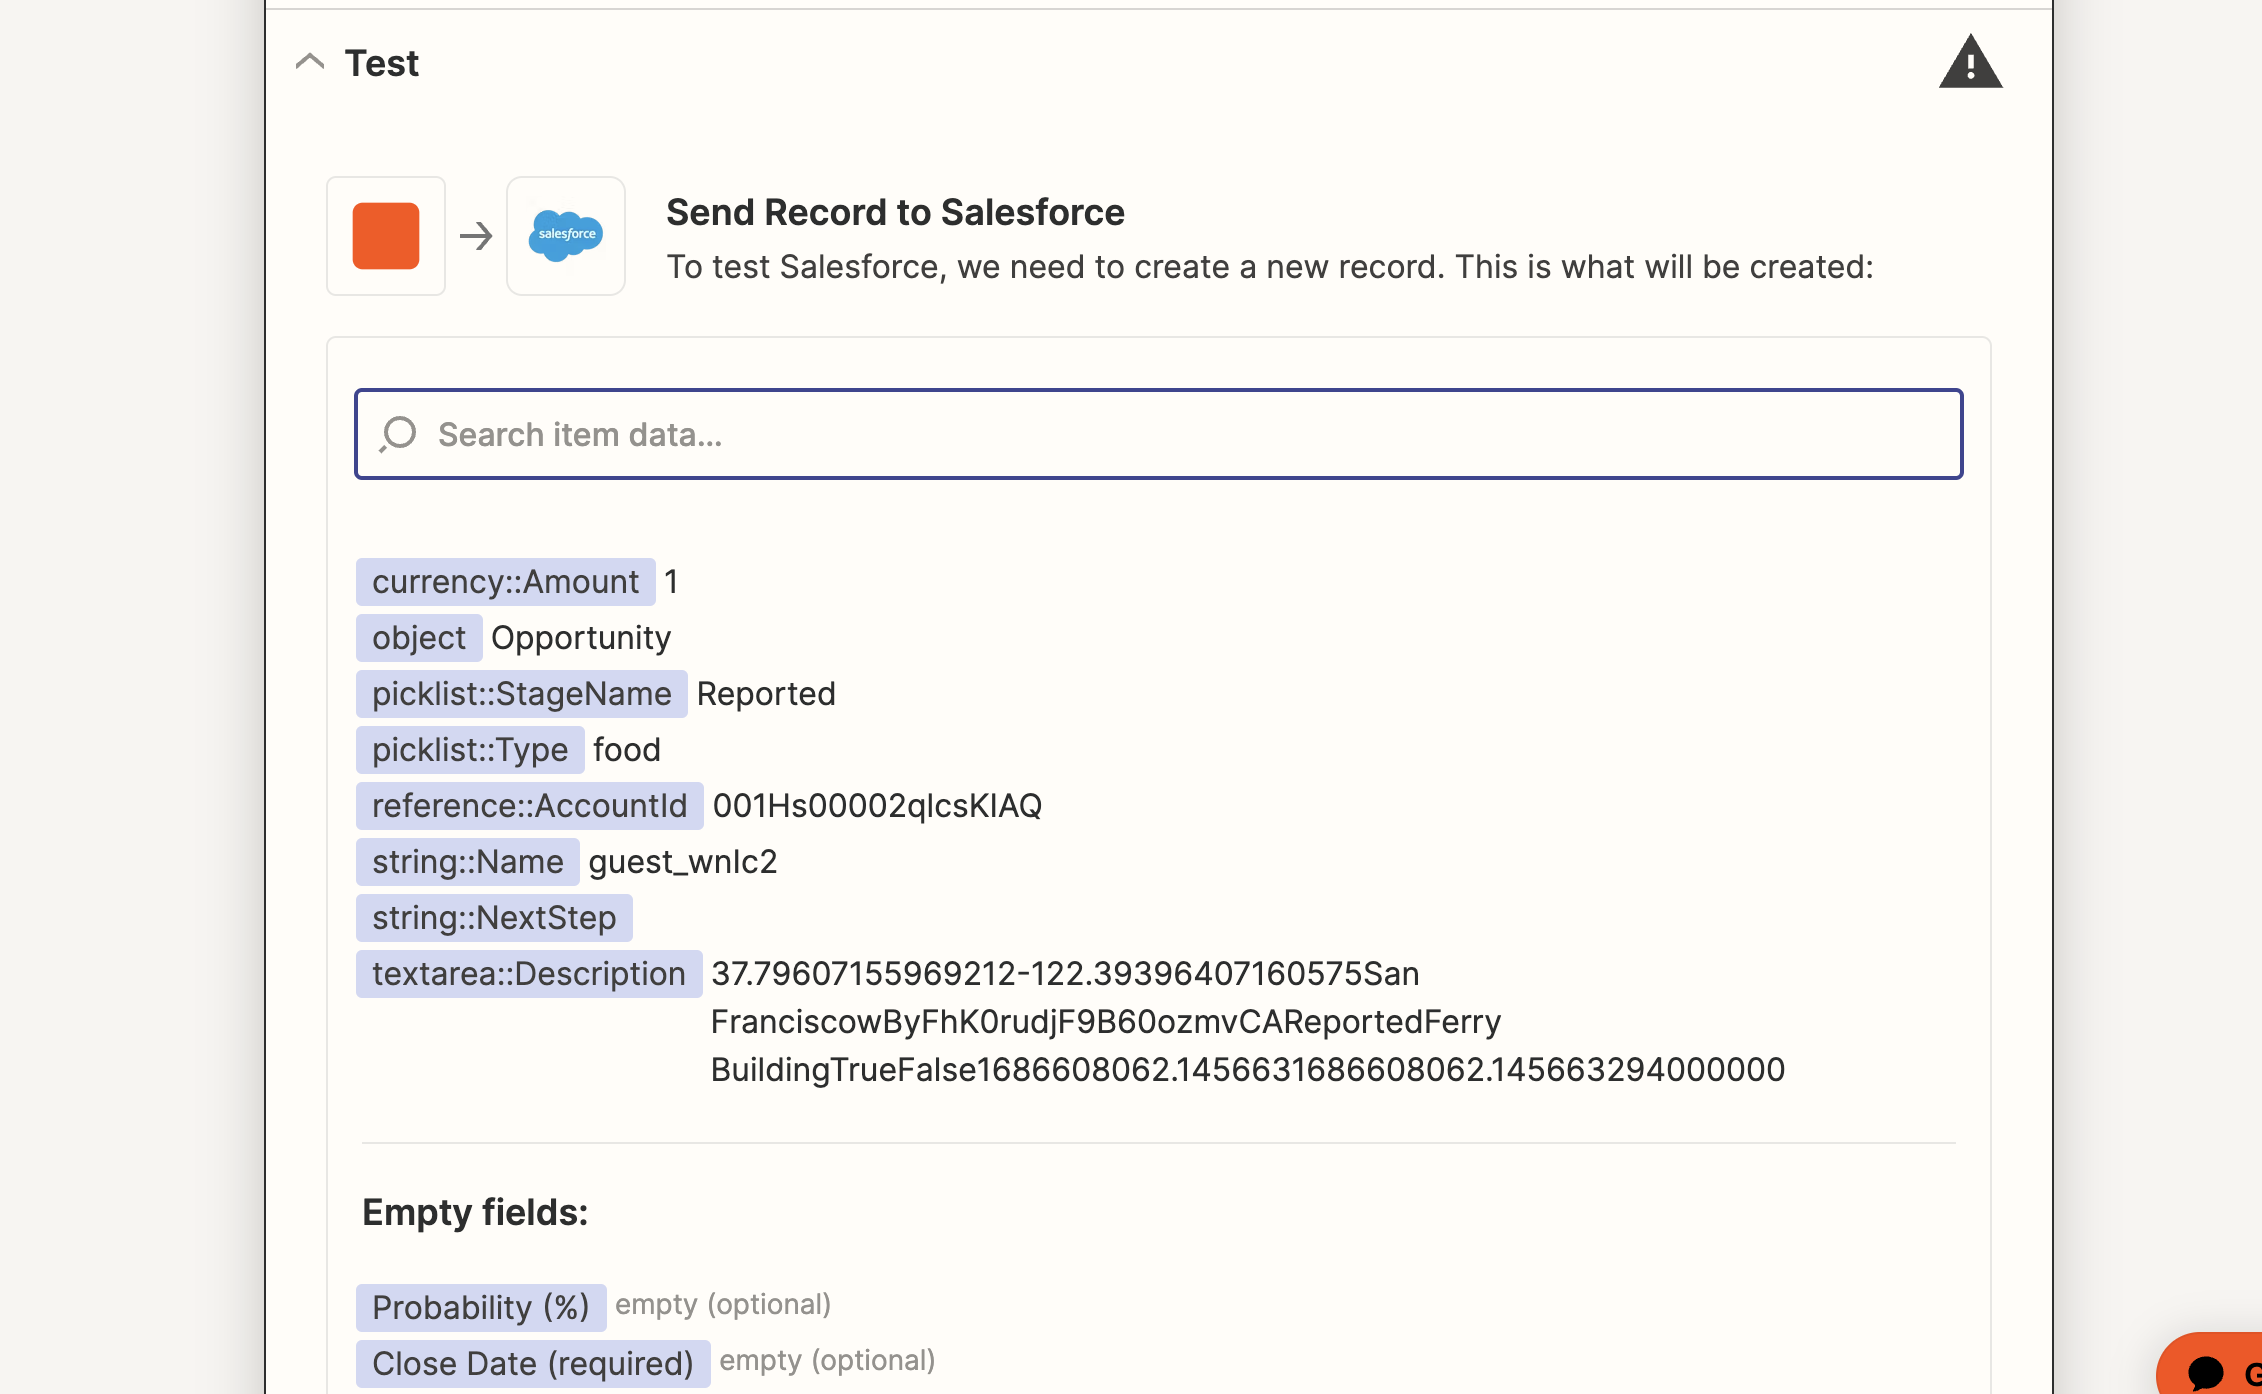 Test
salesforce
Send Record to Salesforce
To test Salesforce, we need to create a new record. This is what will be created:
Search item data...
currency::Amount 1
object Opportunity
picklist::StageName Reported
picklist::Type food
reference::AccountId 001Hs00002qlcsKIAQ
string::Name guest_wnlc2
string::NextStep
textarea::Description 37.79607155969212-122.39396407160575San
FranciscowByFhK0rudjF9B60ozmvCAReportedFerry
BuildingTrueFalse1686608062.1456631686608062.145663294000000
Empty fields:
Probability (%) empty (optional)
Close Date (required) empty (optional)